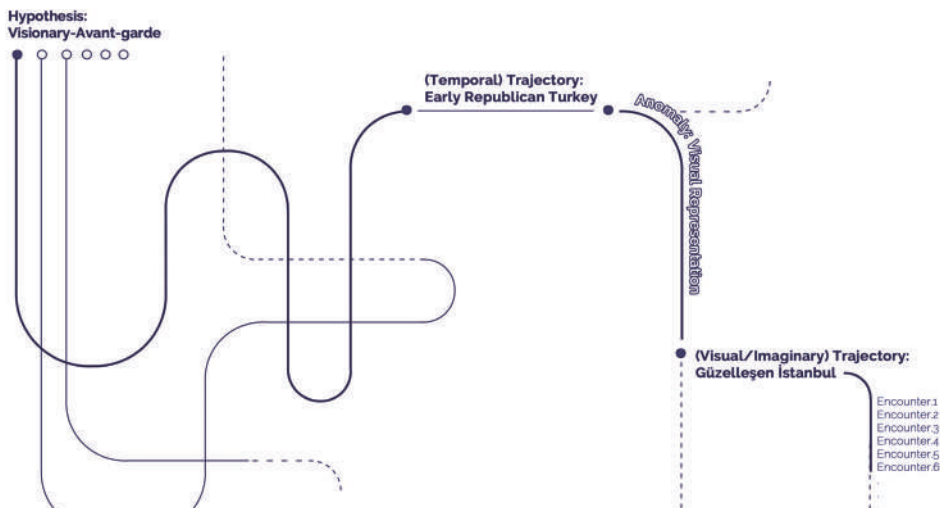 Hypothesis:
Visionary-Avant-garde
(Temporal) Trajectory:
Early Republican Turkey
Anomaly: Visual Representation
(Visual/Imaginary) Trajectory:
Güzelleşen İstanbul
Encounter.1
Encounter.2
Encounter.3
Encounter.4
Encounter.5
Encounter.6